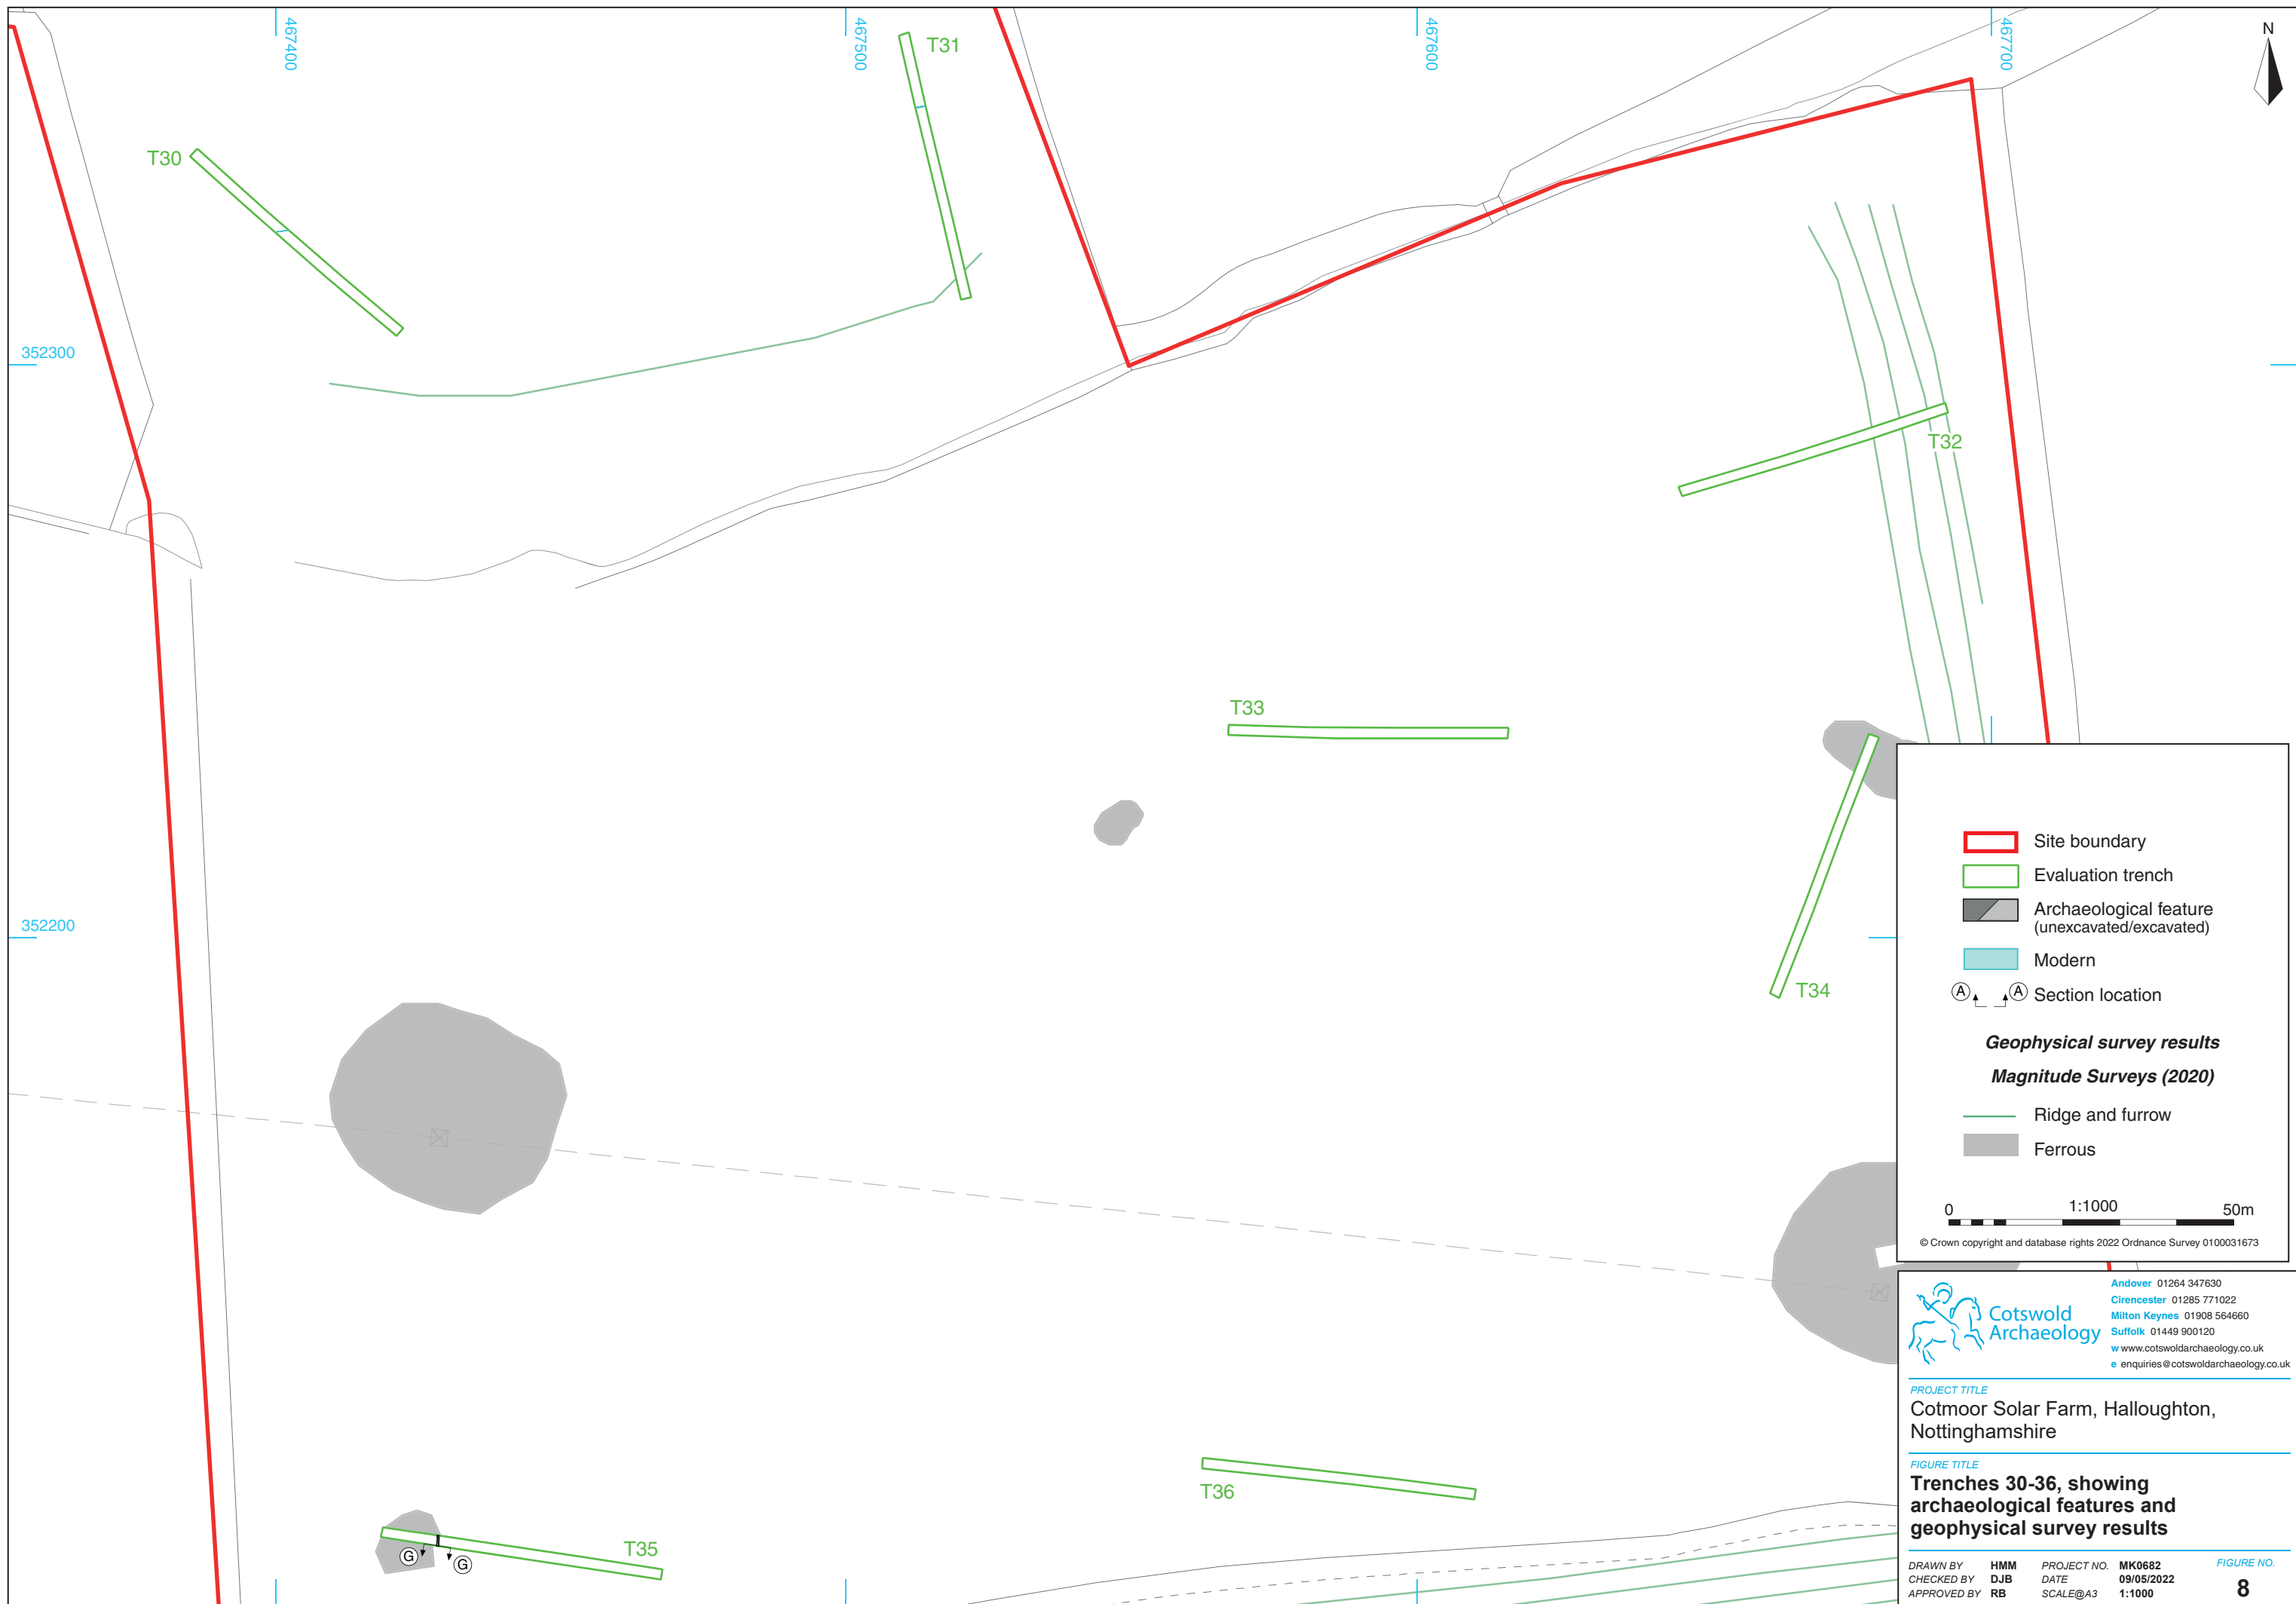 467400
467500
467600
467700
N
T31
T30
352300
T32
T33
352200
T34
T36
T35
G
G
Site boundary
Evaluation trench
Archaeological feature
(unexcavated/excavated)
Modern
A A Section location
Geophysical survey results
Magnitude Surveys (2020)
Ridge and furrow
Ferrous
0 1:1000 50m
© Crown copyright and database rights 2022 Ordnance Survey 0100031673
Cotswold
Archaeology
Andover 01264 347630
Cirencester 01285 771022
Milton Keynes 01908 564660
Suffolk 01449 900120
w www.cotswoldarchaeology.co.uk
e enquiries@cotswoldarchaeology.co.uk
PROJECT TITLE
Cotmoor Solar Farm, Halloughton,
Nottinghamshire
FIGURE TITLE
Trenches 30-36, showing
archaeological features and
geophysical survey results
DRAWN BY HMM PROJECT NO. MK0682 FIGURE NO.
CHECKED BY DJB DATE 09/05/2022
APPROVED BY RB SCALE@A3 1:1000 8